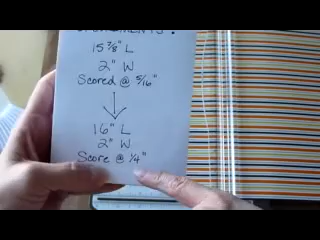 15 3/8" L
2" W
Scored @ 5/16"
16" L
2" W
Score @ 1/4"